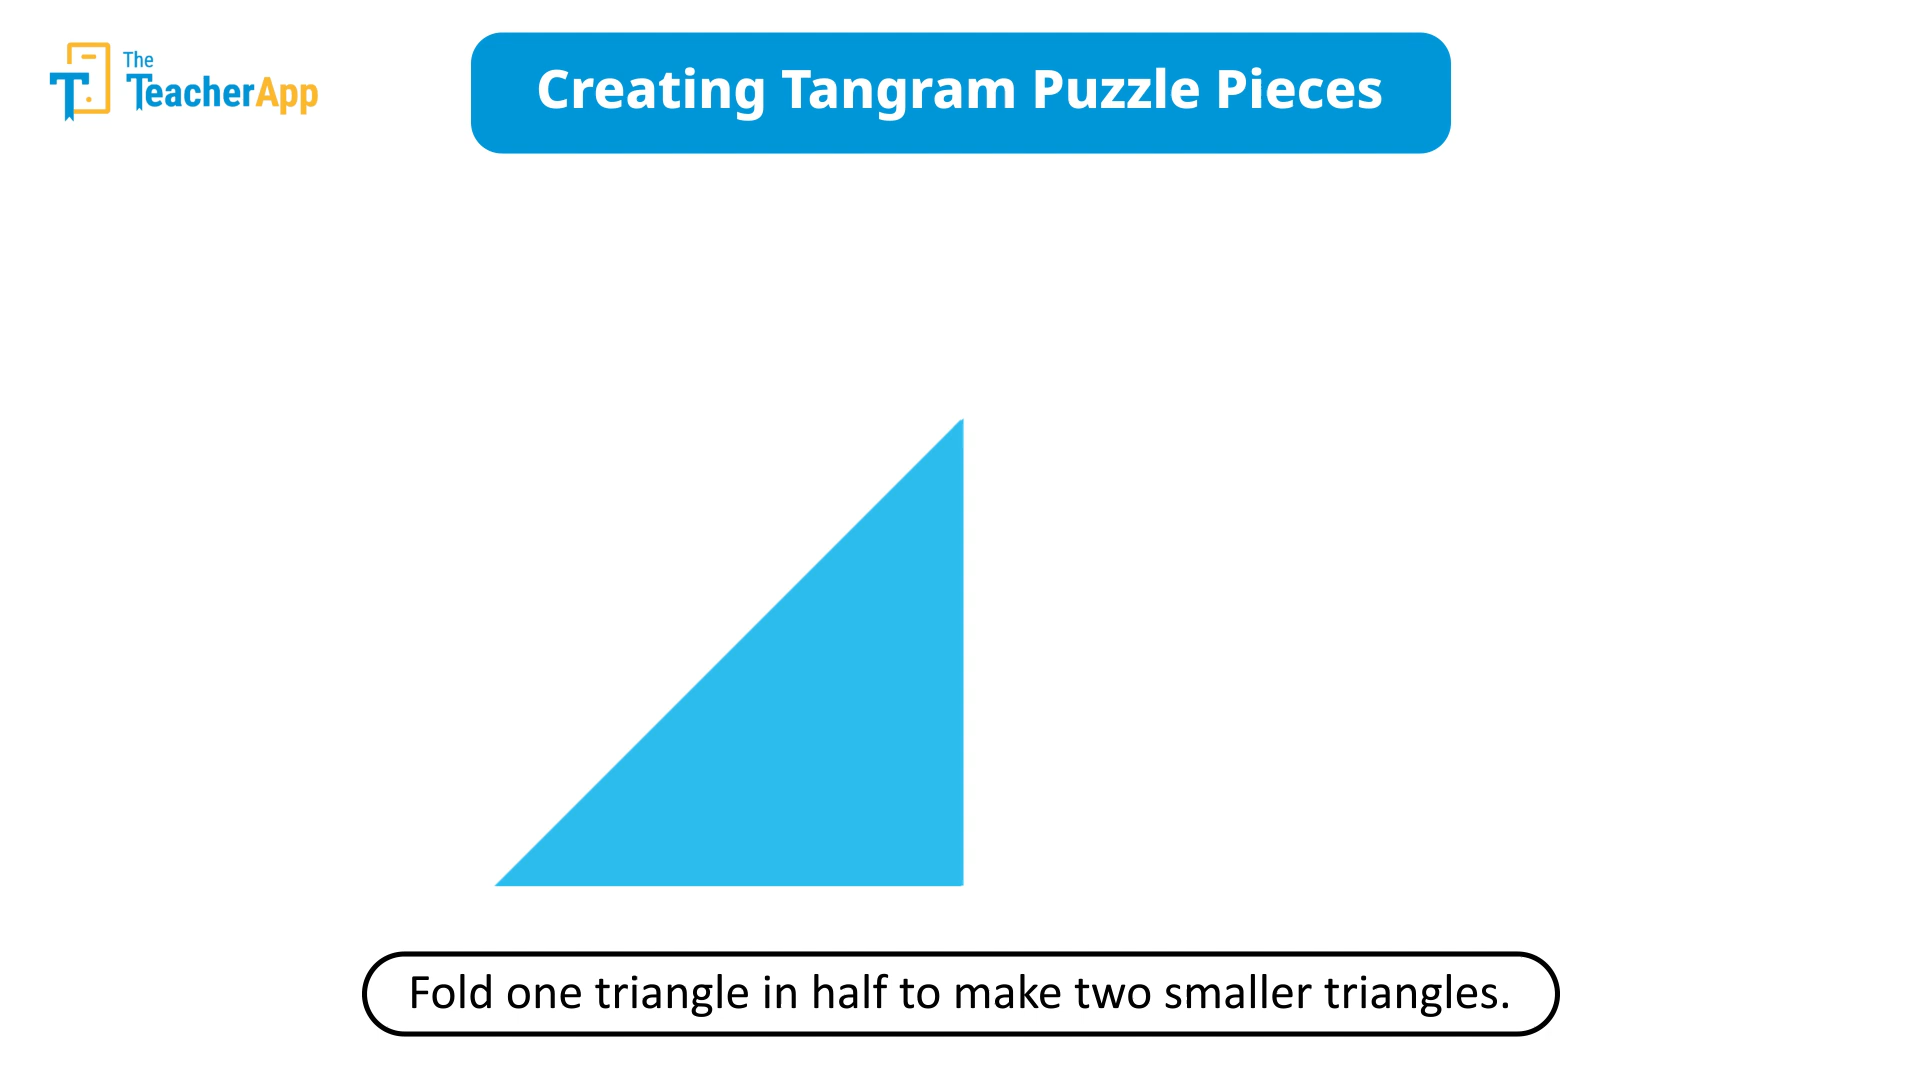 The
TeacherApp
Creating Tangram Puzzle Pieces
Fold one triangle in half to make two smaller triangles.